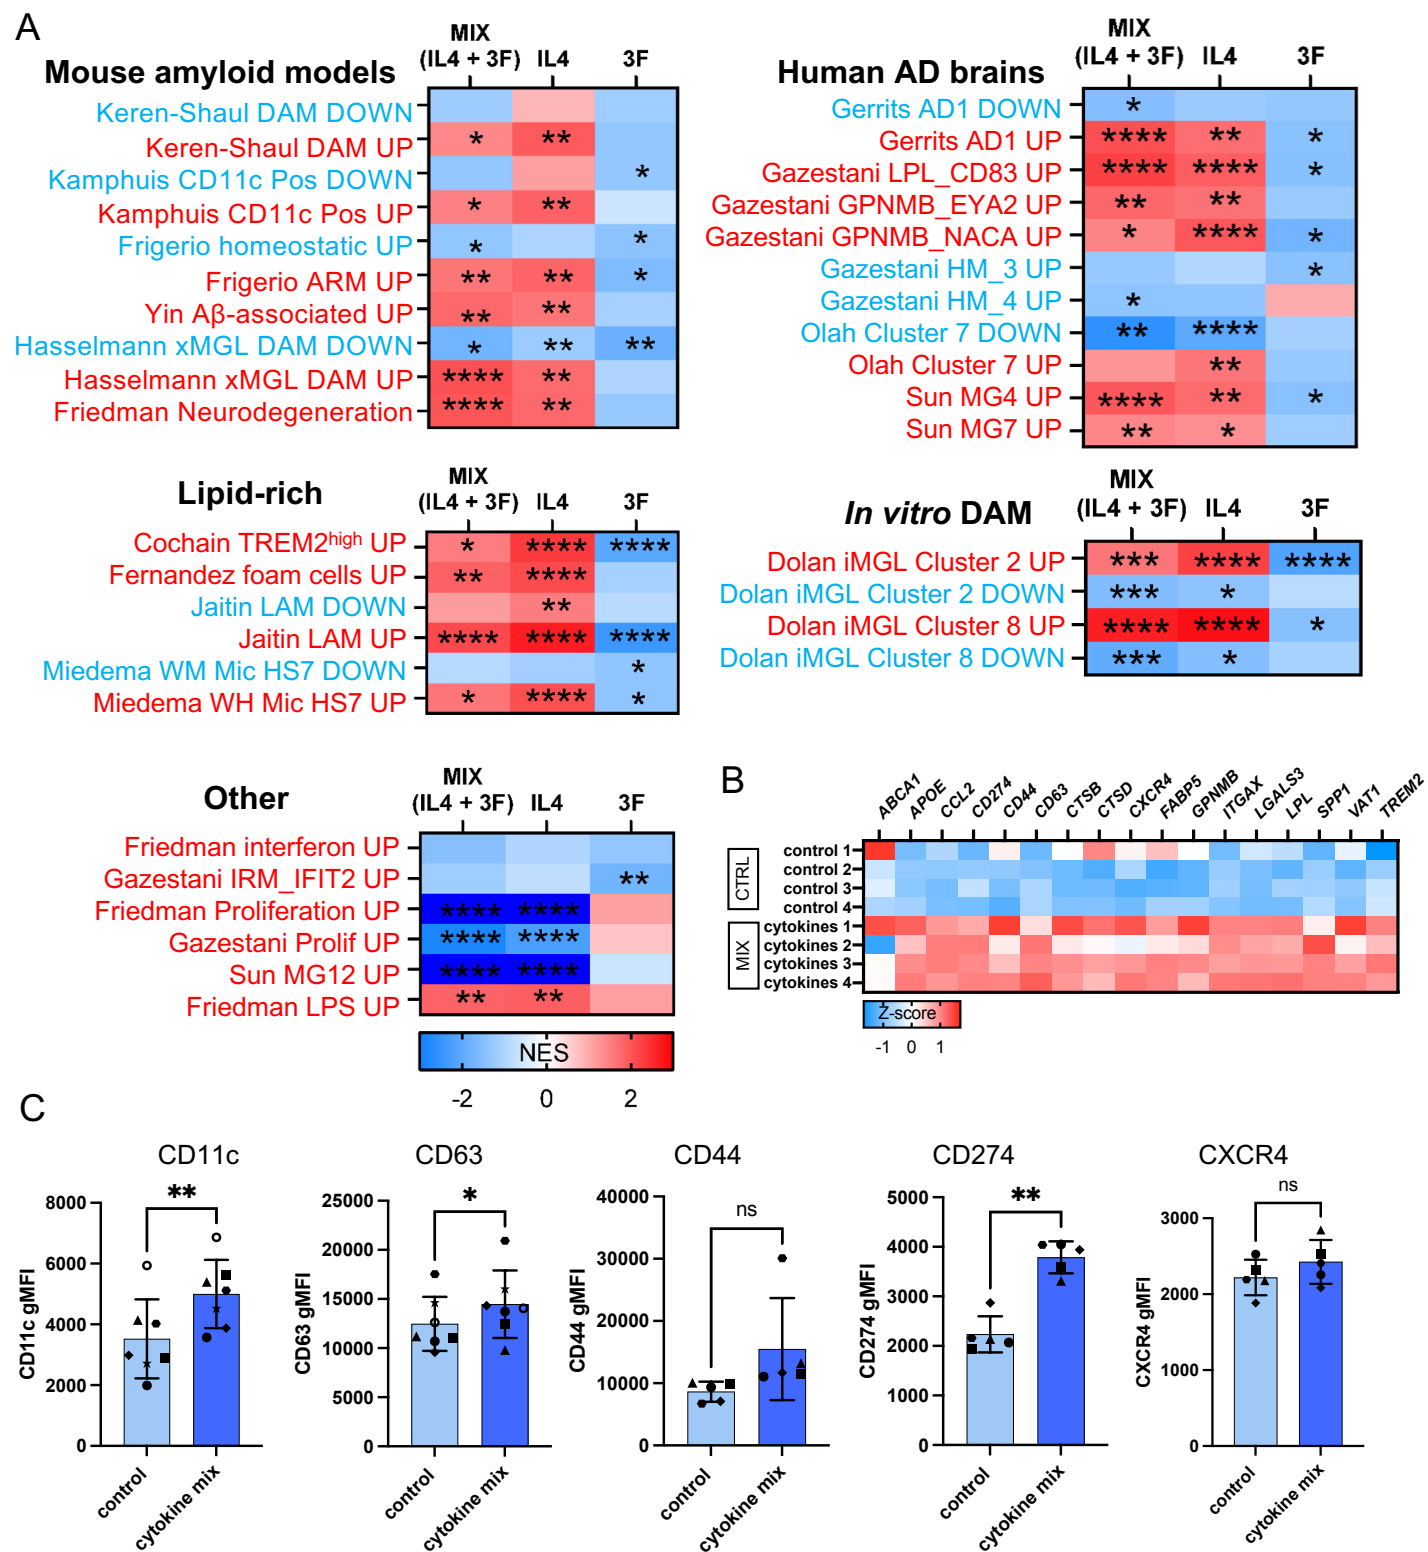 A
Mouse amyloid models
MIX
(IL4 + 3F) IL4 3F
Keren-Shaul DAM DOWN
Keren-Shaul DAM UP * **
Kamphuis CD11c Pos DOWN *
Kamphuis CD11c Pos UP * **
Frigerio homeostatic UP * *
Frigerio ARM UP ** ** *
Yin Aβ-associated UP ** **
Hasselmann xMGL DAM DOWN * ** **
Hasselmann xMGL DAM UP **** **
Friedman Neurodegeneration **** **
Human AD brains
MIX
(IL4 + 3F) IL4 3F
Gerrits AD1 DOWN *
Gerrits AD1 UP **** ** *
Gazestani LPL_CD83 UP **** **** *
Gazestani GPNMB_EYA2 UP ** **
Gazestani GPNMB_NACA UP * **** *
Gazestani HM_3 UP *
Gazestani HM_4 UP *
Olah Cluster 7 DOWN ** ****
Olah Cluster 7 UP **
Sun MG4 UP **** ** *
Sun MG7 UP ** *
Lipid-rich
MIX
(IL4 + 3F) IL4 3F
Cochain TREM2high UP * **** ****
Fernandez foam cells UP ** ****
Jaitin LAM DOWN **
Jaitin LAM UP **** **** ****
Miedema WM Mic HS7 DOWN *
Miedema WH Mic HS7 UP * **** *
In vitro DAM
MIX
(IL4 + 3F) IL4 3F
Dolan iMGL Cluster 2 UP *** **** ****
Dolan iMGL Cluster 2 DOWN *** *
Dolan iMGL Cluster 8 UP **** **** *
Dolan iMGL Cluster 8 DOWN *** *
Other
MIX
(IL4 + 3F) IL4 3F
Friedman interferon UP
Gazestani IRM_IFIT2 UP **
Friedman Proliferation UP **** ****
Gazestani Prolif UP **** ****
Sun MG12 UP **** ****
Friedman LPS UP ** **
NES
-2 0 2
B
ABCA1 APOE CCL2 CD274 CD44 CD63 CTSB CTSD CXCR4 FABP5 GPNMB ITGAX LGALS3 LPL SPP1 VAT1 TREM2
CTRL
control 1
control 2
control 3
control 4
MIX
cytokines 1
cytokines 2
cytokines 3
cytokines 4
Z-score
-1 0 1
C
CD11c
**
CD11c gMFI
8000
6000
4000
2000
0
control
cytokine mix
CD63
*
CD63 gMFI
25000
20000
15000
10000
5000
0
control
cytokine mix
CD44
ns
CD44 gMFI
40000
30000
20000
10000
0
control
cytokine mix
CD274
**
CD274 gMFI
5000
4000
3000
2000
1000
0
control
cytokine mix
CXCR4
ns
CXCR4 gMFI
3000
2000
1000
0
control
cytokine mix